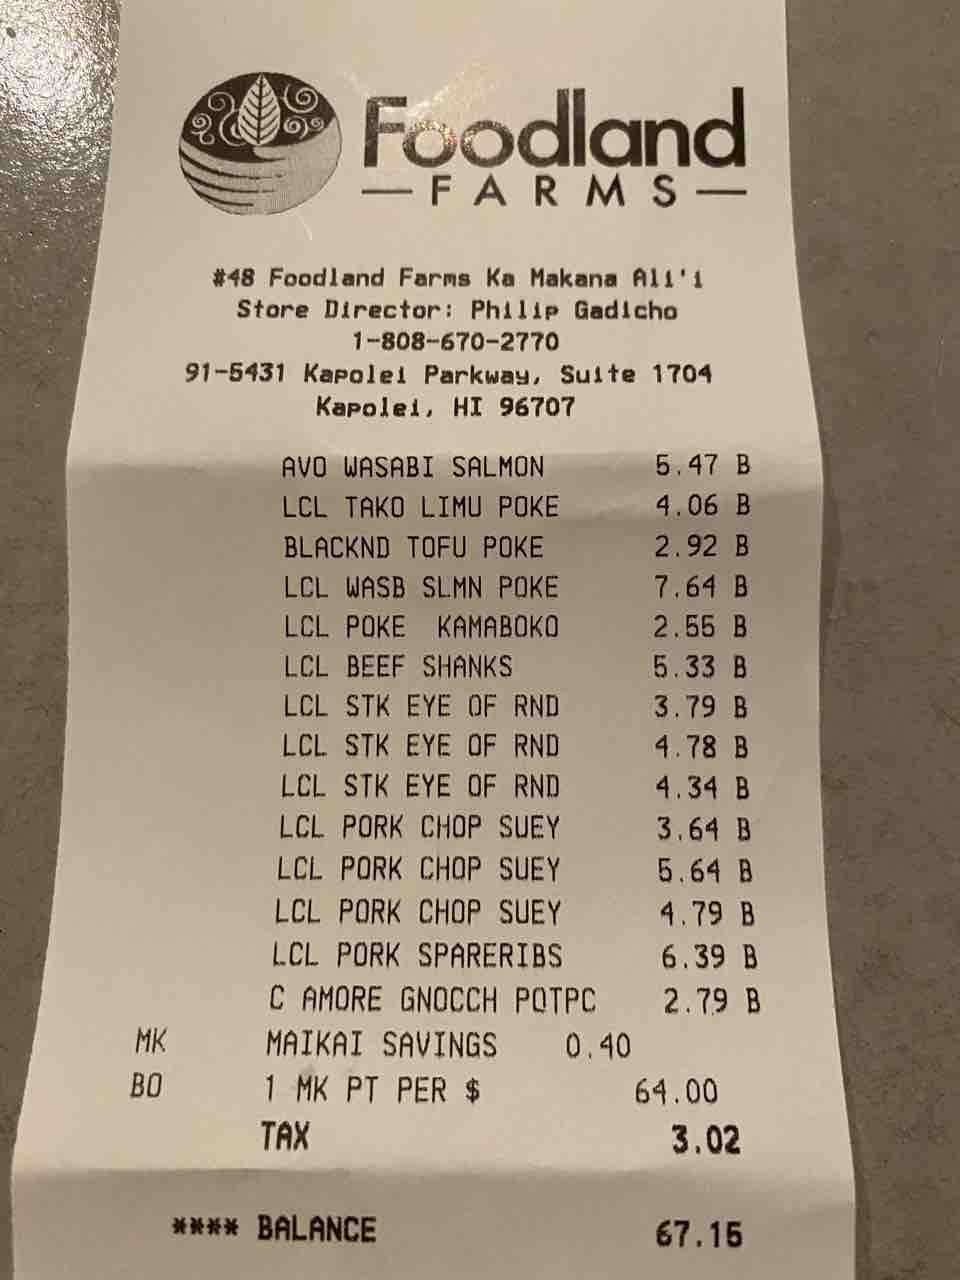 Foodland
FARMS
#48 Foodland Farms Ka Makana Ali'i
Store Director: Philip Gadicho
1-808-670-2770
91-5431 Kapolei Parkway, Suite 1704
Kapolei, HI 96707
AVO WASABI SALMON 5.47 B
LCL TAKO LIMU POKE 4.06 B
BLACKND TOFU POKE 2.92 B
LCL WASB SLMN POKE 7.64 B
LCL POKE KAMABOKO 2.55 B
LCL BEEF SHANKS 5.33 B
LCL STK EYE OF RND 3.79 B
LCL STK EYE OF RND 4.78 B
LCL STK EYE OF RND 4.34 B
LCL PORK CHOP SUEY 3.64 B
LCL PORK CHOP SUEY 5.64 B
LCL PORK CHOP SUEY 4.79 B
LCL PORK SPARERIBS 6.39 B
C AMORE GNOCCH POTPC 2.79 B
MK MAIKAI SAVINGS 0.40
BO 1 MK PT PER $ 64.00
TAX 3.02
**** BALANCE 67.15